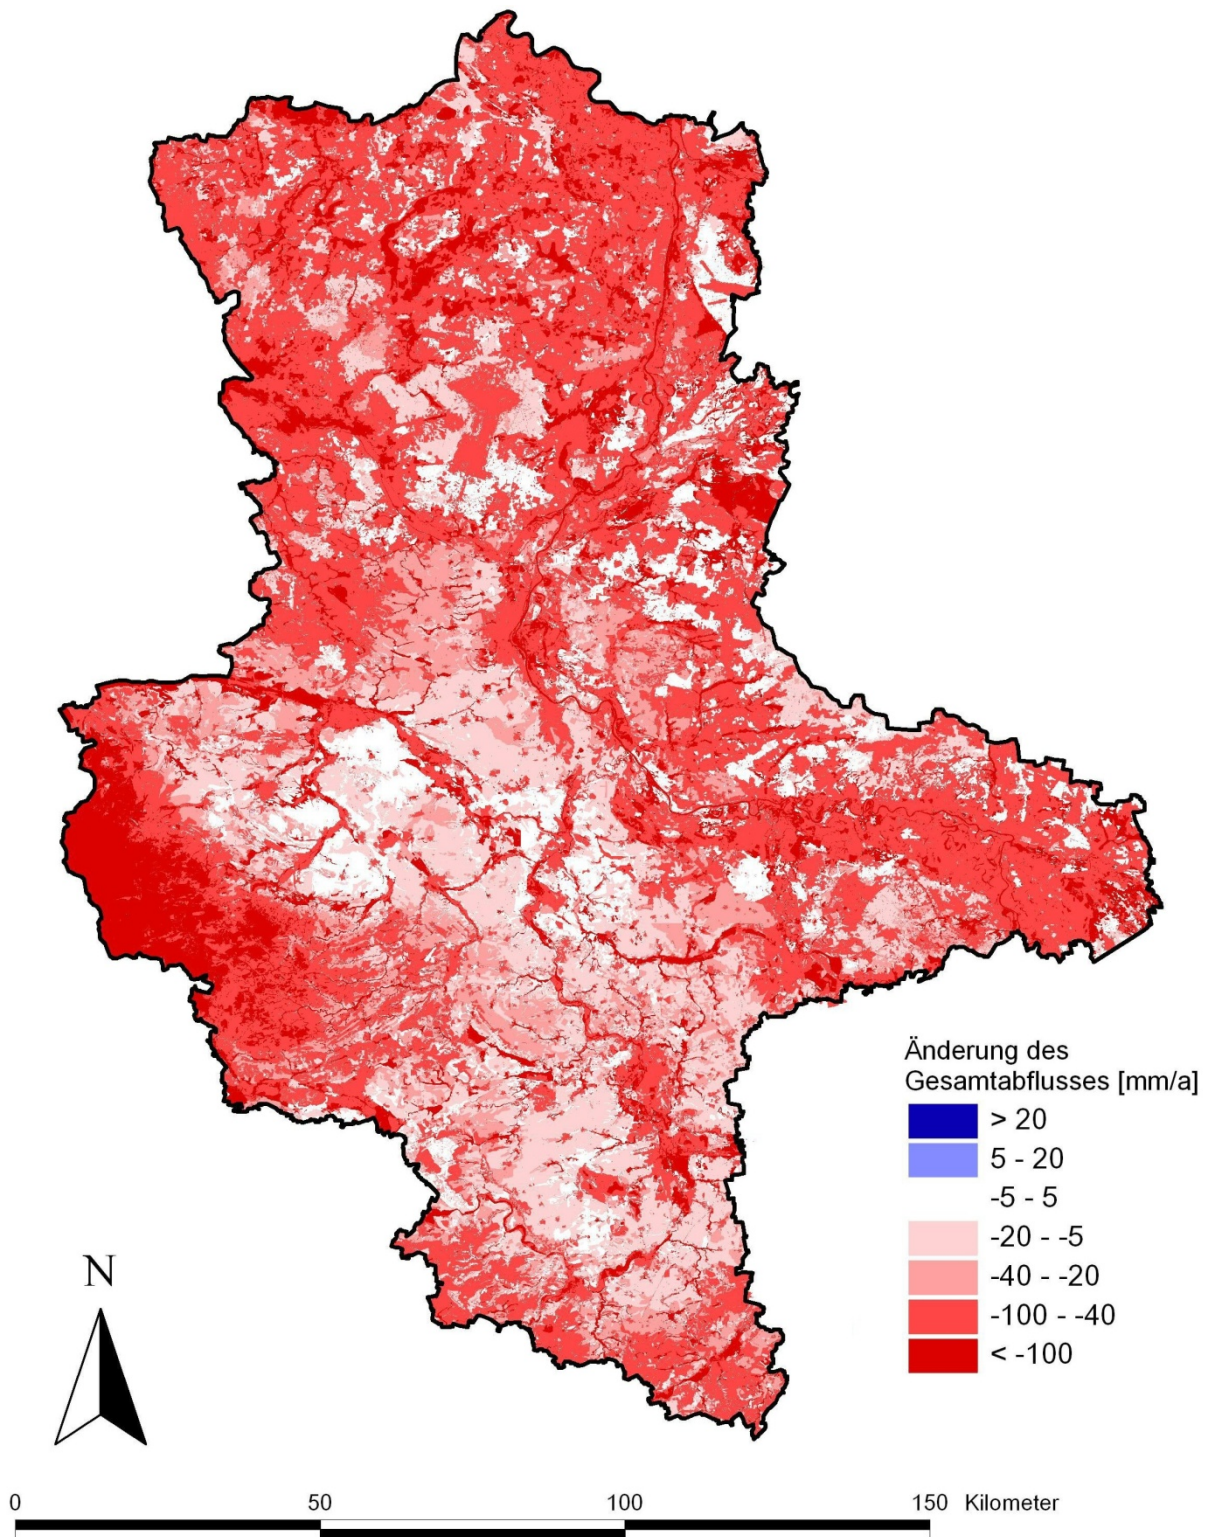 Änderung des
Gesamtabflusses [mm/a]
> 20
5 - 20
-5 - 5
-20 - -5
-40 - -20
-100 - -40
< -100
N
0 50 100 150 Kilometer